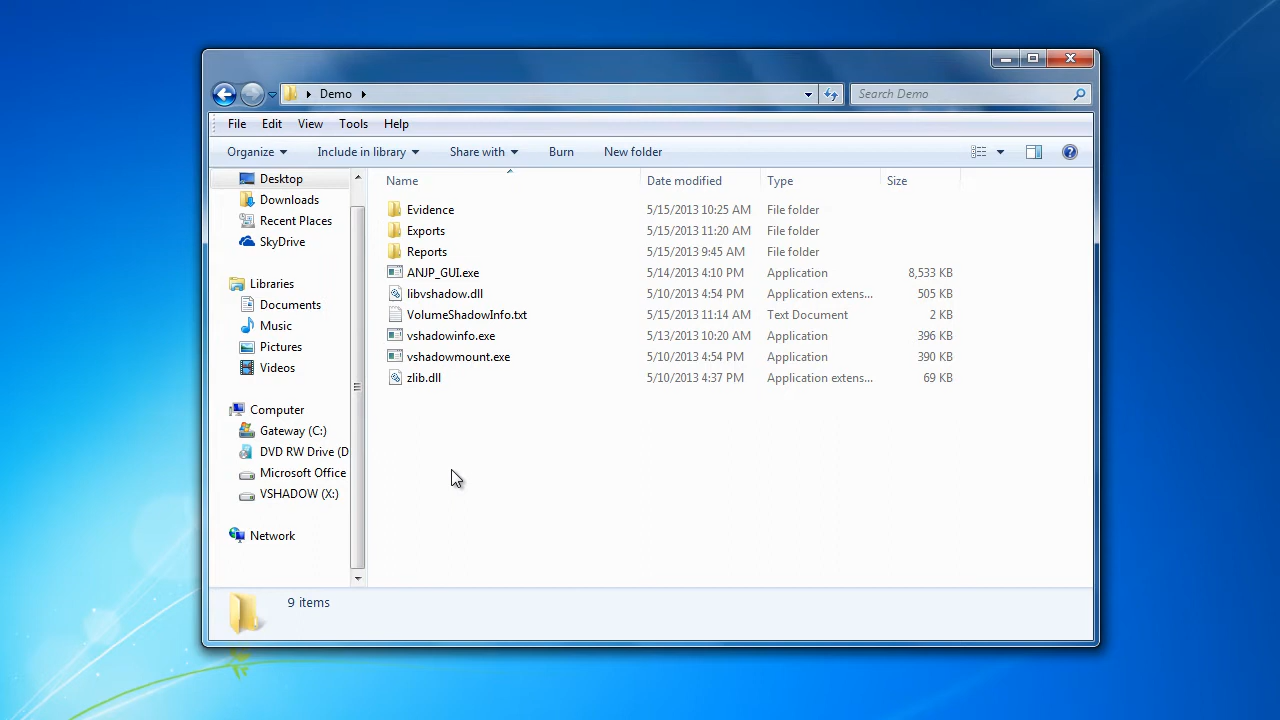 Demo
Search Demo
File Edit View Tools Help
Organize Include in library Share with Burn New folder
Name Date modified Type Size
Evidence 5/15/2013 10:25 AM File folder
Exports 5/15/2013 11:20 AM File folder
Reports 5/15/2013 9:45 AM File folder
ANJP_GUI.exe 5/14/2013 4:10 PM Application 8,533 KB
libvshadow.dll 5/10/2013 4:54 PM Application extens... 505 KB
VolumeShadowInfo.txt 5/15/2013 11:14 AM Text Document 2 KB
vshadowinfo.exe 5/13/2013 10:20 AM Application 396 KB
vshadowmount.exe 5/10/2013 4:54 PM Application 390 KB
zlib.dll 5/10/2013 4:37 PM Application extens... 69 KB
Desktop
Downloads
Recent Places
SkyDrive
Libraries
Documents
Music
Pictures
Videos
Computer
Gateway (C:)
DVD RW Drive (D
Microsoft Office
VSHADOW (X:)
Network
9 items